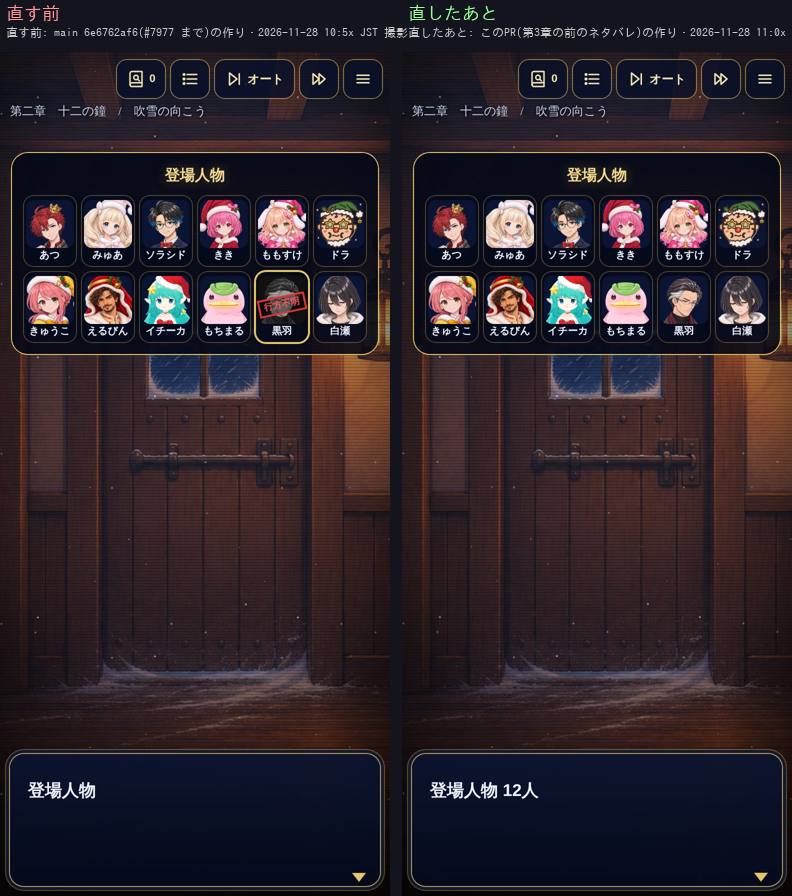 直す前
直す前: main 6e6762af6(#7977 まで)の作り・2026-11-28 10:5x JST 撮影
0
オート
第二章 十二の鐘 / 吹雪の向こう
登場人物
あつ
みゅあ
ソラシド
きき
ももすけ
ドラ
きゅうこ
えるびん
イチーカ
もちまる
行方不明
黒羽
白瀬
登場人物
直したあと
直したあと: このPR(第3章の前のネタバレ)の作り・2026-11-28 11:0x
0
オート
第二章 十二の鐘 / 吹雪の向こう
登場人物
あつ
みゅあ
ソラシド
きき
ももすけ
ドラ
きゅうこ
えるびん
イチーカ
もちまる
黒羽
白瀬
登場人物 12人